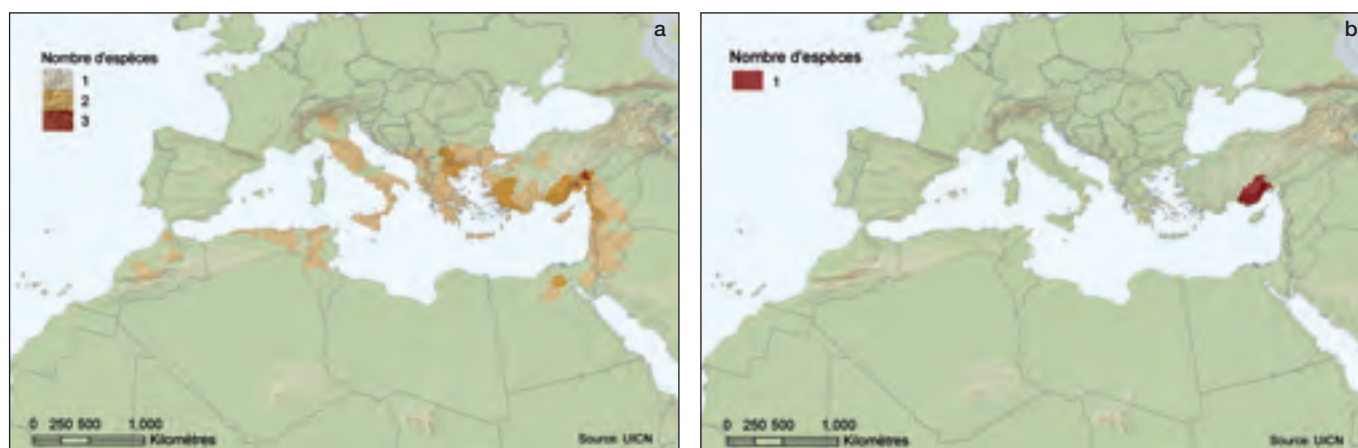 a
Nombre d'espèces
1
2
3
0 250 500 1,000
Kilomètres
Source: UICN
b
Nombre d'espèces
1
0 250 500 1,000
Kilomètres
Source: UICN